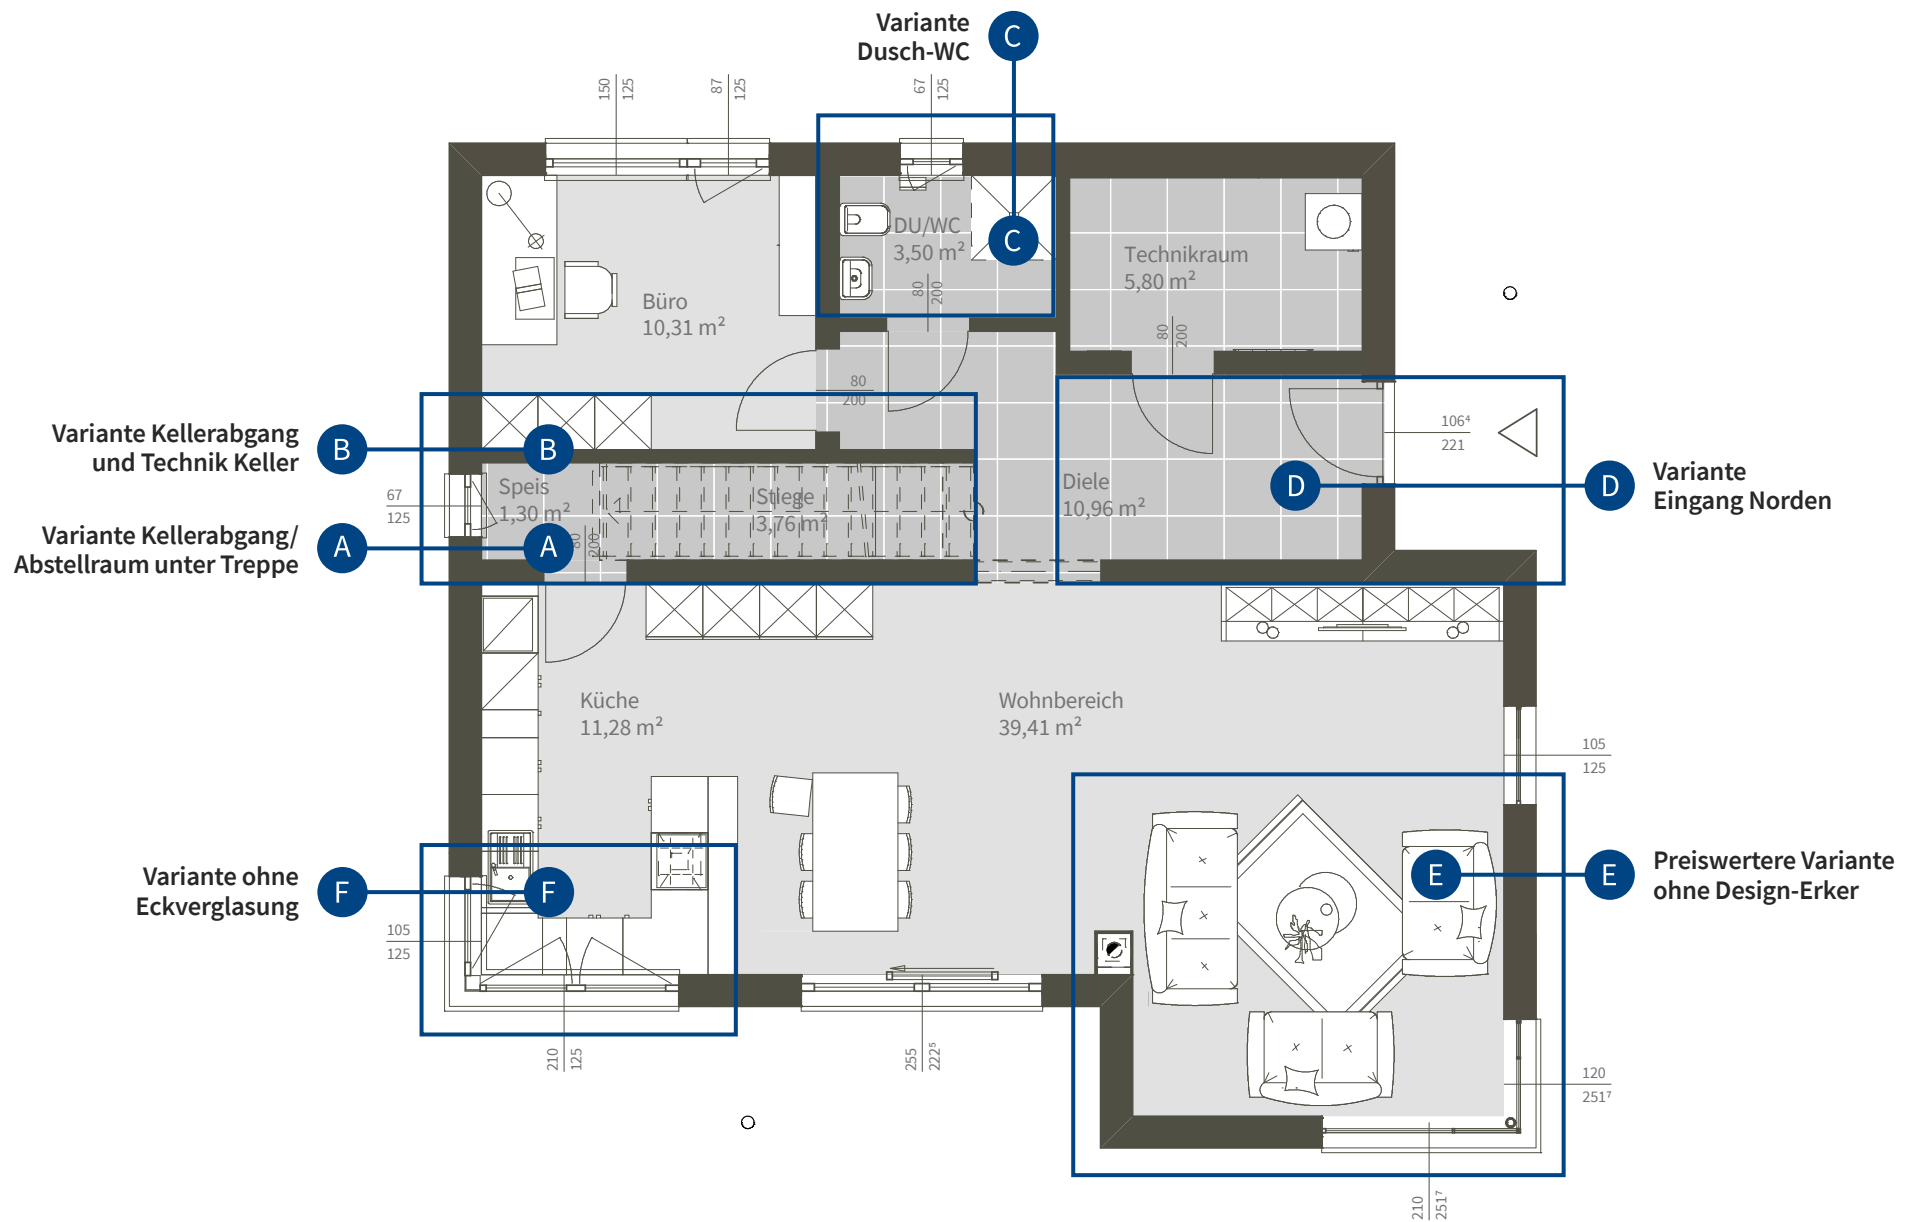 Variante
Dusch-WC
C
150
125
87
125
67
125
DU/WC
3,50 m²
C
80
200
Technikraum
5,80 m²
80
200
Büro
10,31 m²
80
200
106⁴
221
Variante Kellerabgang
und Technik Keller
B
B
Variante Kellerabgang/
Abstellraum unter Treppe
A
A
67
125
Speis
1,30 m²
80
200
Stiege
3,76 m²
Diele
10,96 m²
D
D
Variante
Eingang Norden
Küche
11,28 m²
Wohnbereich
39,41 m²
105
125
Variante ohne
Eckverglasung
F
F
E
E
Preiswertere Variante
ohne Design-Erker
105
125
210
125
255
222⁵
120
251⁷
210
251⁷